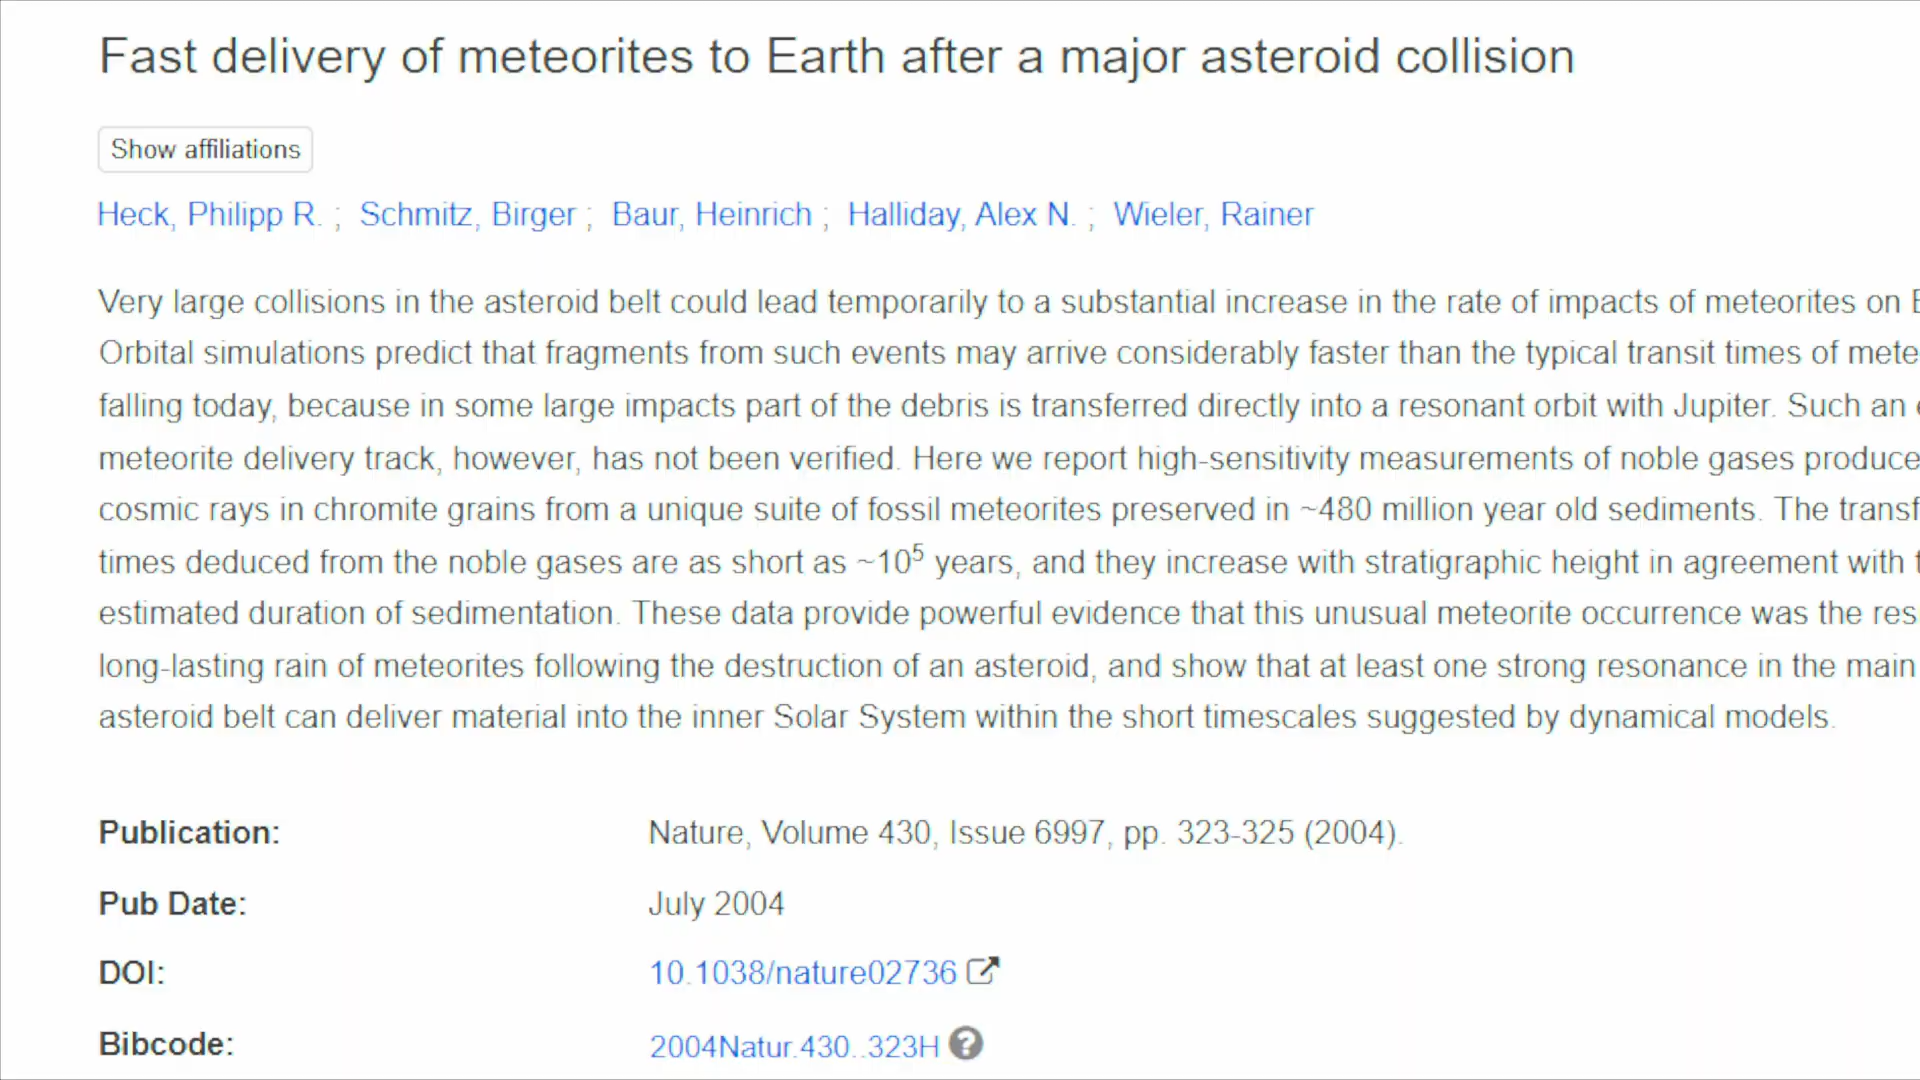 Fast delivery of meteorites to Earth after a major asteroid collision
Show affiliations
Heck, Philipp R. ; Schmitz, Birger ; Baur, Heinrich ; Halliday, Alex N. ; Wieler, Rainer
Very large collisions in the asteroid belt could lead temporarily to a substantial increase in the rate of impacts of meteorites on
Orbital simulations predict that fragments from such events may arrive considerably faster than the typical transit times of mete
falling today, because in some large impacts part of the debris is transferred directly into a resonant orbit with Jupiter. Such an
meteorite delivery track, however, has not been verified. Here we report high-sensitivity measurements of noble gases produce
cosmic rays in chromite grains from a unique suite of fossil meteorites preserved in ~480 million year old sediments. The transf
times deduced from the noble gases are as short as ~10⁵ years, and they increase with stratigraphic height in agreement with t
estimated duration of sedimentation. These data provide powerful evidence that this unusual meteorite occurrence was the res
long-lasting rain of meteorites following the destruction of an asteroid, and show that at least one strong resonance in the main
asteroid belt can deliver material into the inner Solar System within the short timescales suggested by dynamical models.
Publication: Nature, Volume 430, Issue 6997, pp. 323-325 (2004).
Pub Date: July 2004
DOI: 10.1038/nature02736
Bibcode: 2004Natur.430..323H ?